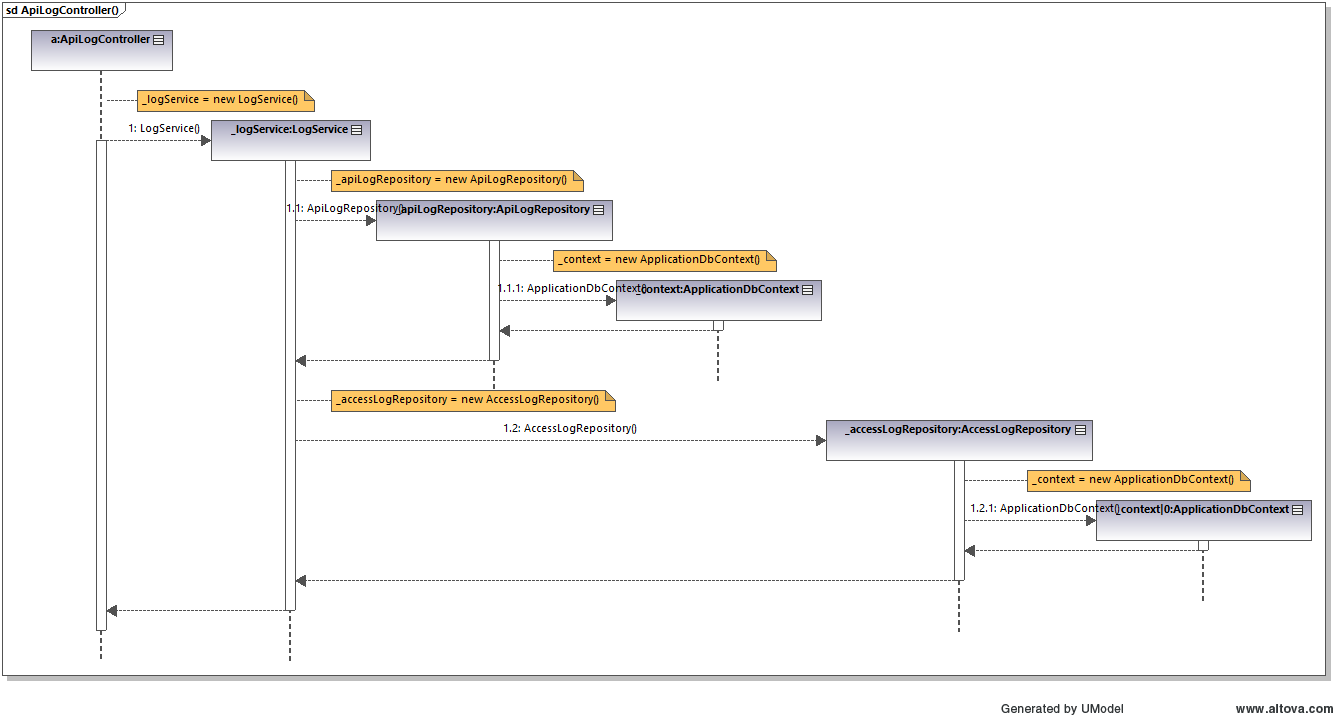 sd ApiLogController()
a:ApiLogController
_logService = new LogService()
1: LogService()
_logService:LogService
_apiLogRepository = new ApiLogRepository()
1.1: ApiLogRepository()
_apiLogRepository:ApiLogRepository
_context = new ApplicationDbContext()
1.1.1: ApplicationDbContext()
_context:ApplicationDbContext
_accessLogRepository = new AccessLogRepository()
1.2: AccessLogRepository()
_accessLogRepository:AccessLogRepository
_context = new ApplicationDbContext()
1.2.1: ApplicationDbContext()
_context|0:ApplicationDbContext
Generated by UModel
www.altova.com